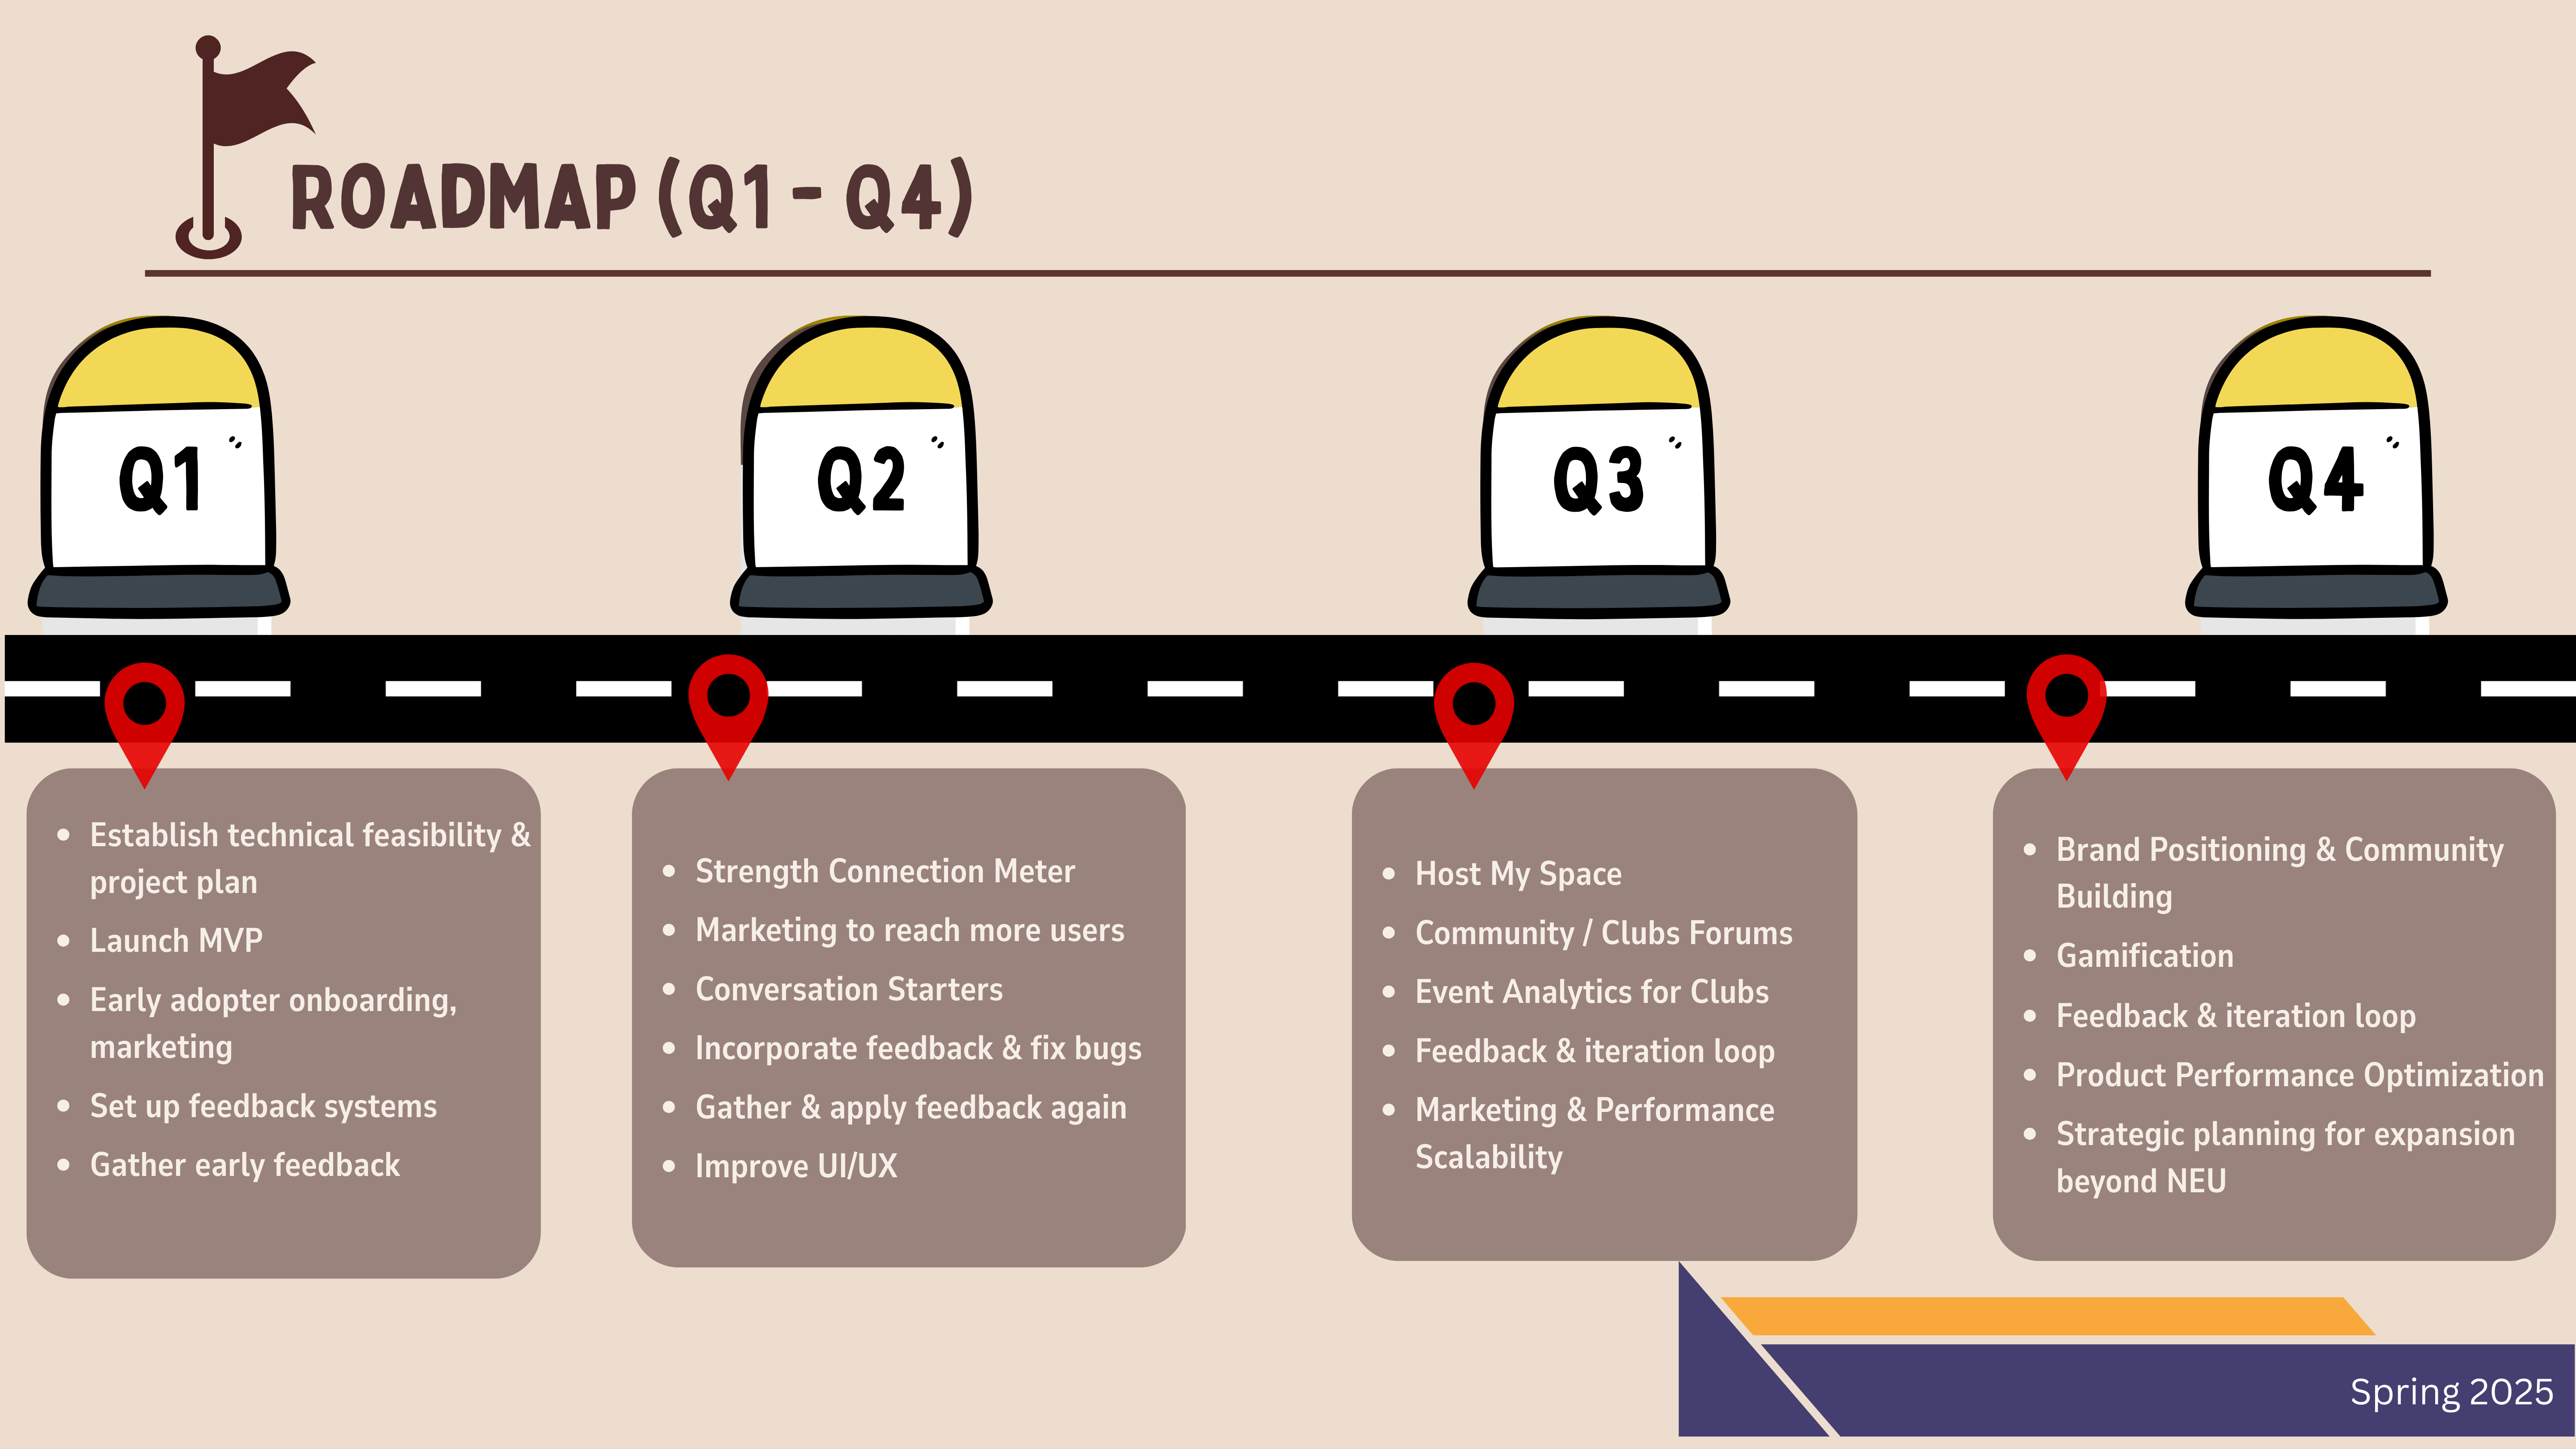 ROADMAP (Q1 - Q4)
Q1
Q2
Q3
Q4
• Establish technical feasibility &
project plan
• Launch MVP
• Early adopter onboarding,
marketing
• Set up feedback systems
• Gather early feedback
• Strength Connection Meter
• Marketing to reach more users
• Conversation Starters
• Incorporate feedback & fix bugs
• Gather & apply feedback again
• Improve UI/UX
• Host My Space
• Community / Clubs Forums
• Event Analytics for Clubs
• Feedback & iteration loop
• Marketing & Performance
Scalability
• Brand Positioning & Community
Building
• Gamification
• Feedback & iteration loop
• Product Performance Optimization
• Strategic planning for expansion
beyond NEU
Spring 2025